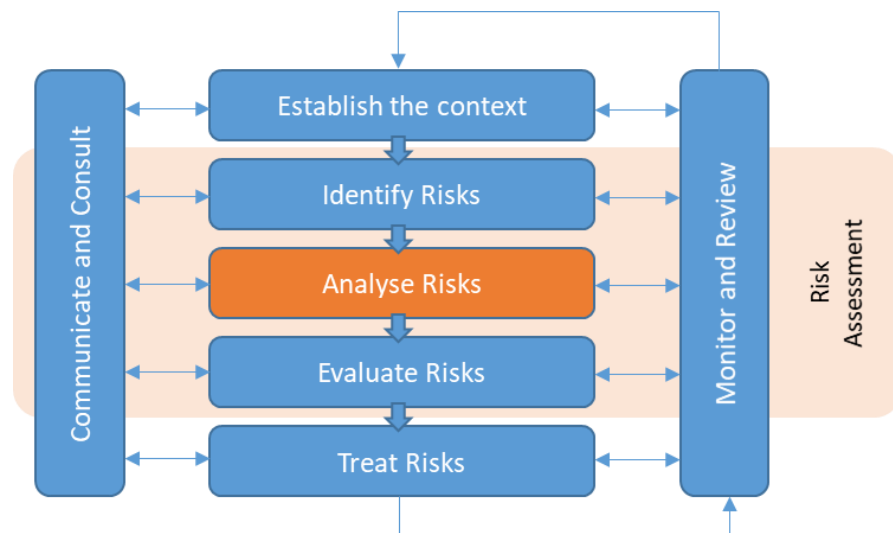 Establish the context
Communicate and Consult
Identify Risks
Monitor and Review
Analyse Risks
Risk
Assessment
Evaluate Risks
Treat Risks